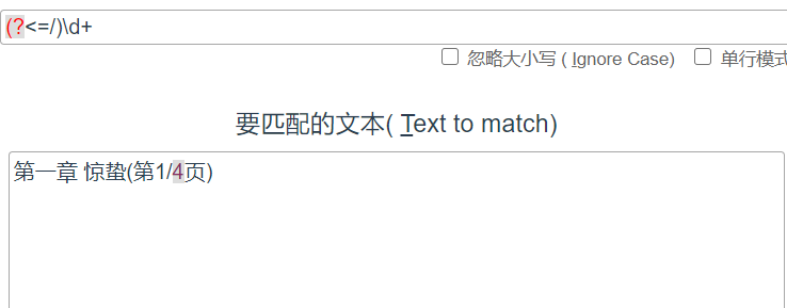 (?<=/)\d+
忽略大小写 ( Ignore Case) 单行模式
要匹配的文本( Text to match)
第一章 惊蛰(第1/4页)